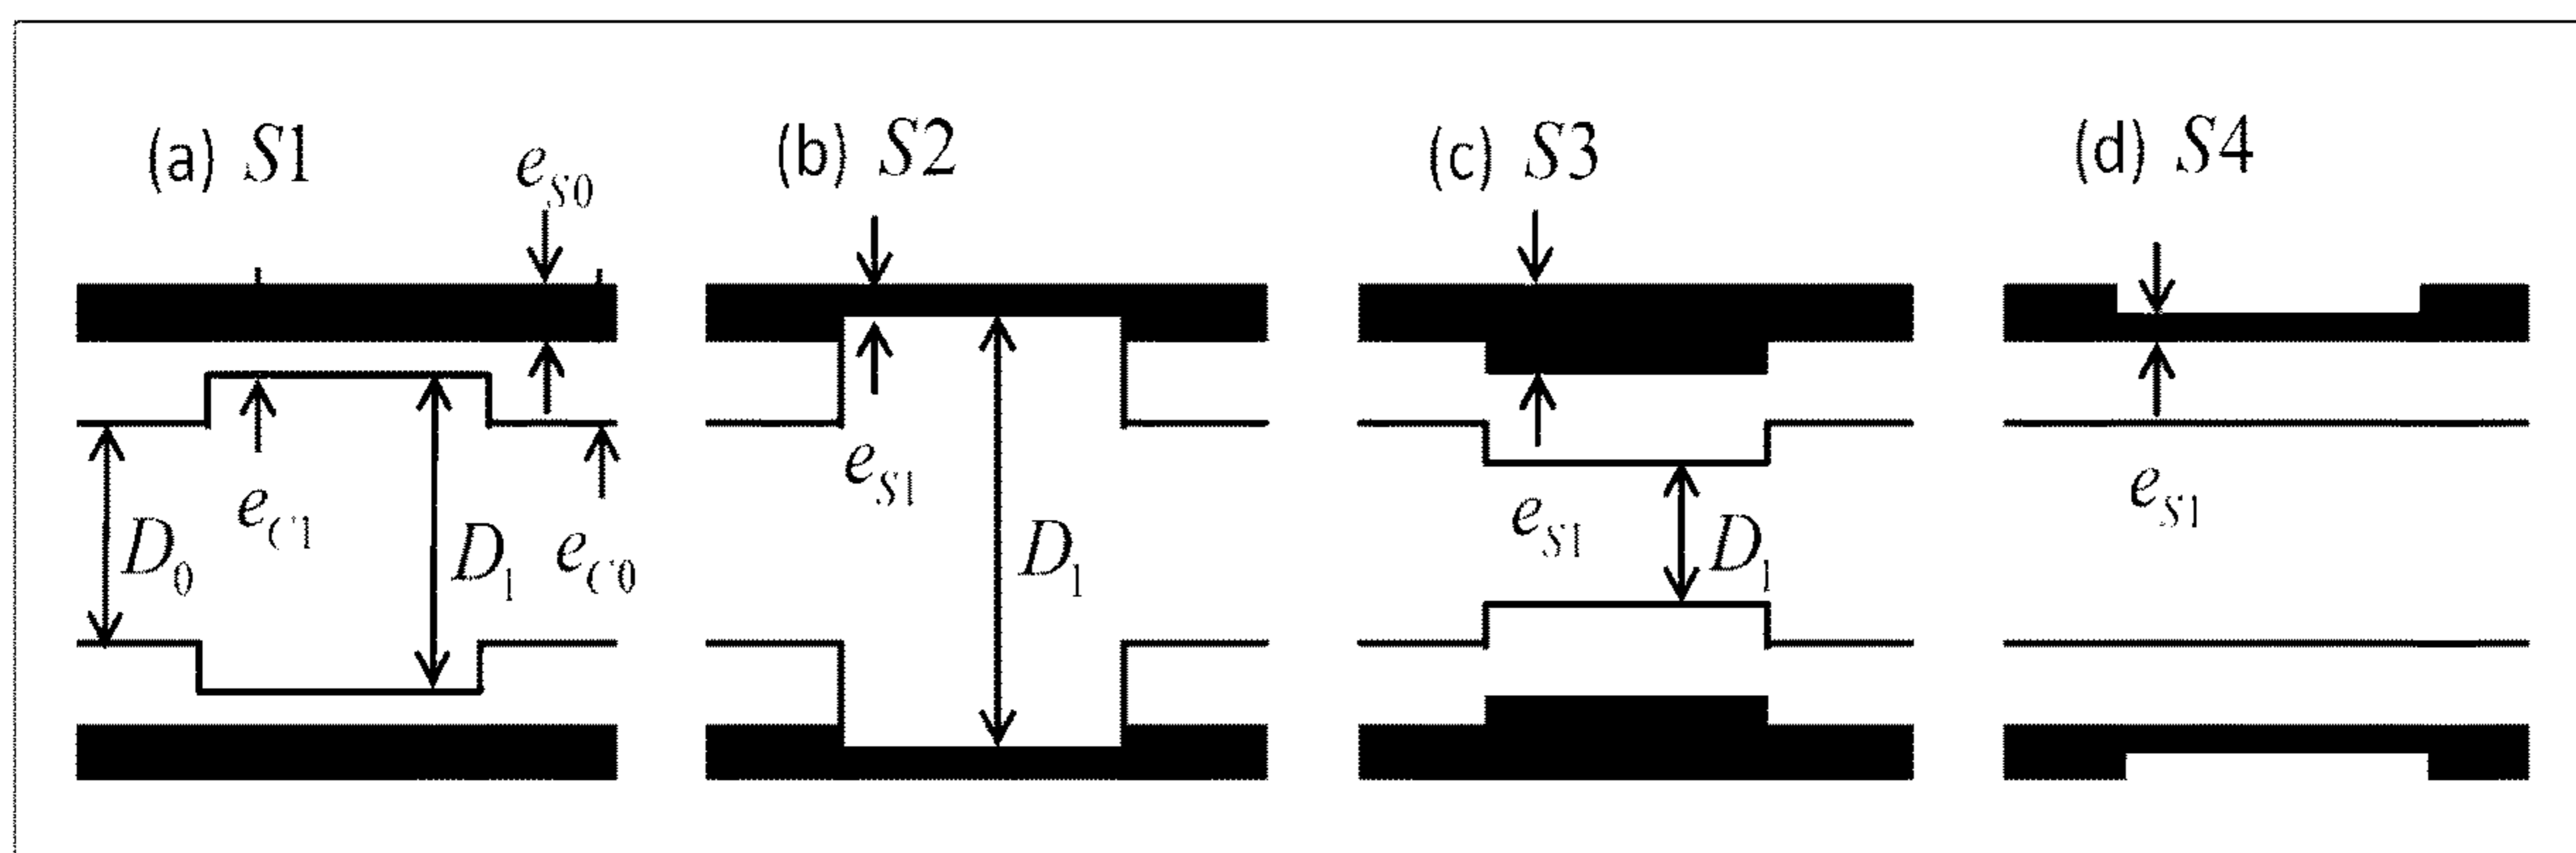 (a) S1
e_S0
(b) S2
(c) S3
(d) S4
D_0
e_C1
D_1
e_C0
e_S1
D_1
e_S1
D_1
e_S1